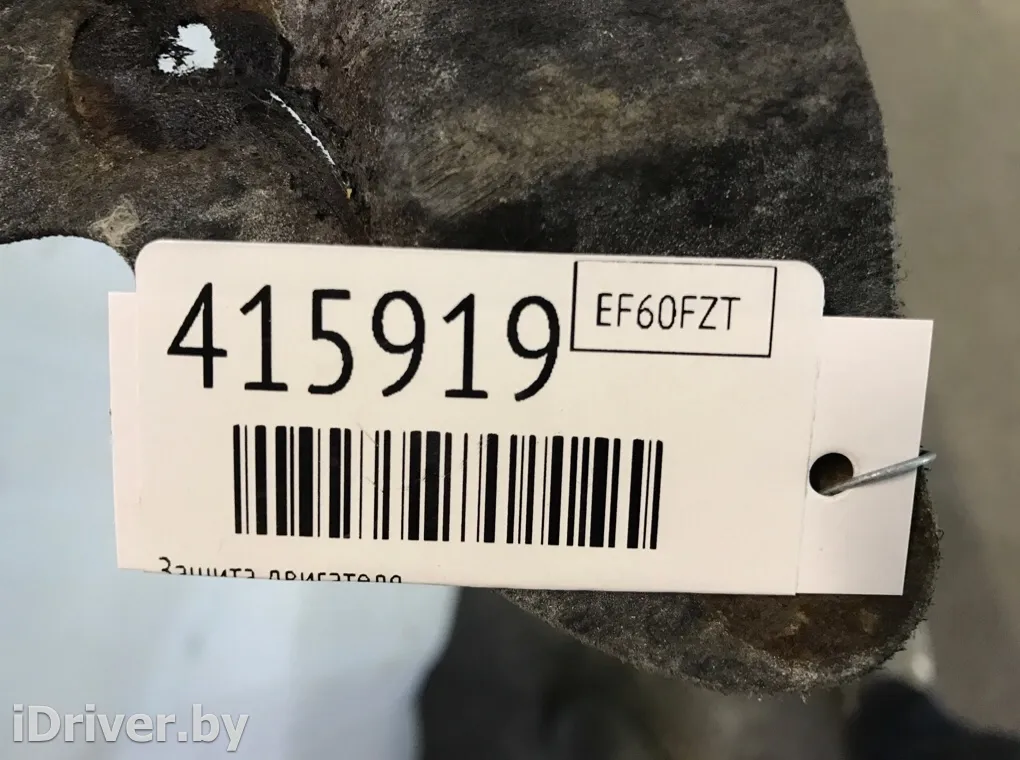 415919
EF60FZT
Защита двигателя
iDriver.by